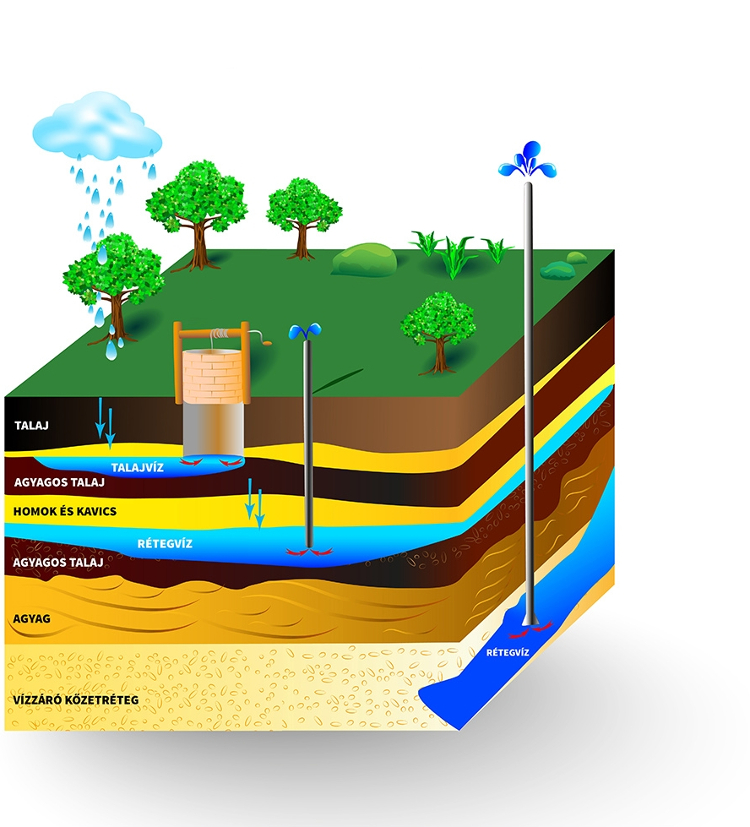 TALAJ
TALAJVÍZ
AGYAGOS TALAJ
HOMOK ÉS KAVICS
RÉTEGVÍZ
AGYAGOS TALAJ
AGYAG
RÉTEGVÍZ
VÍZZÁRÓ KŐZETRÉTEG